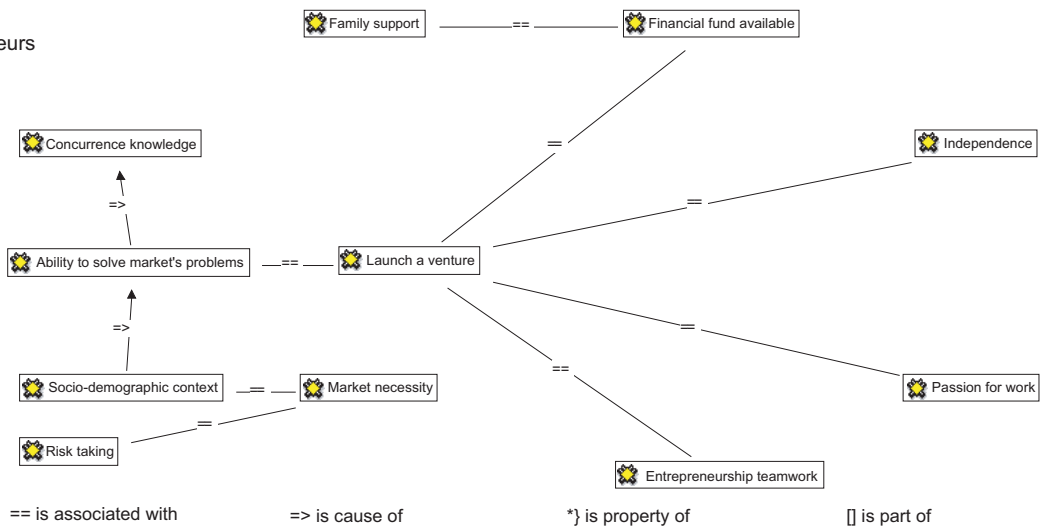 Family support
==
Financial fund available
eurs
Concurrence knowledge
==
Independence
=>
==
Ability to solve market's problems
==
Launch a venture
=>
==
Socio-demographic context
==
Market necessity
==
Passion for work
==
Risk taking
Entrepreneurship teamwork
== is associated with
=> is cause of
*} is property of
[] is part of